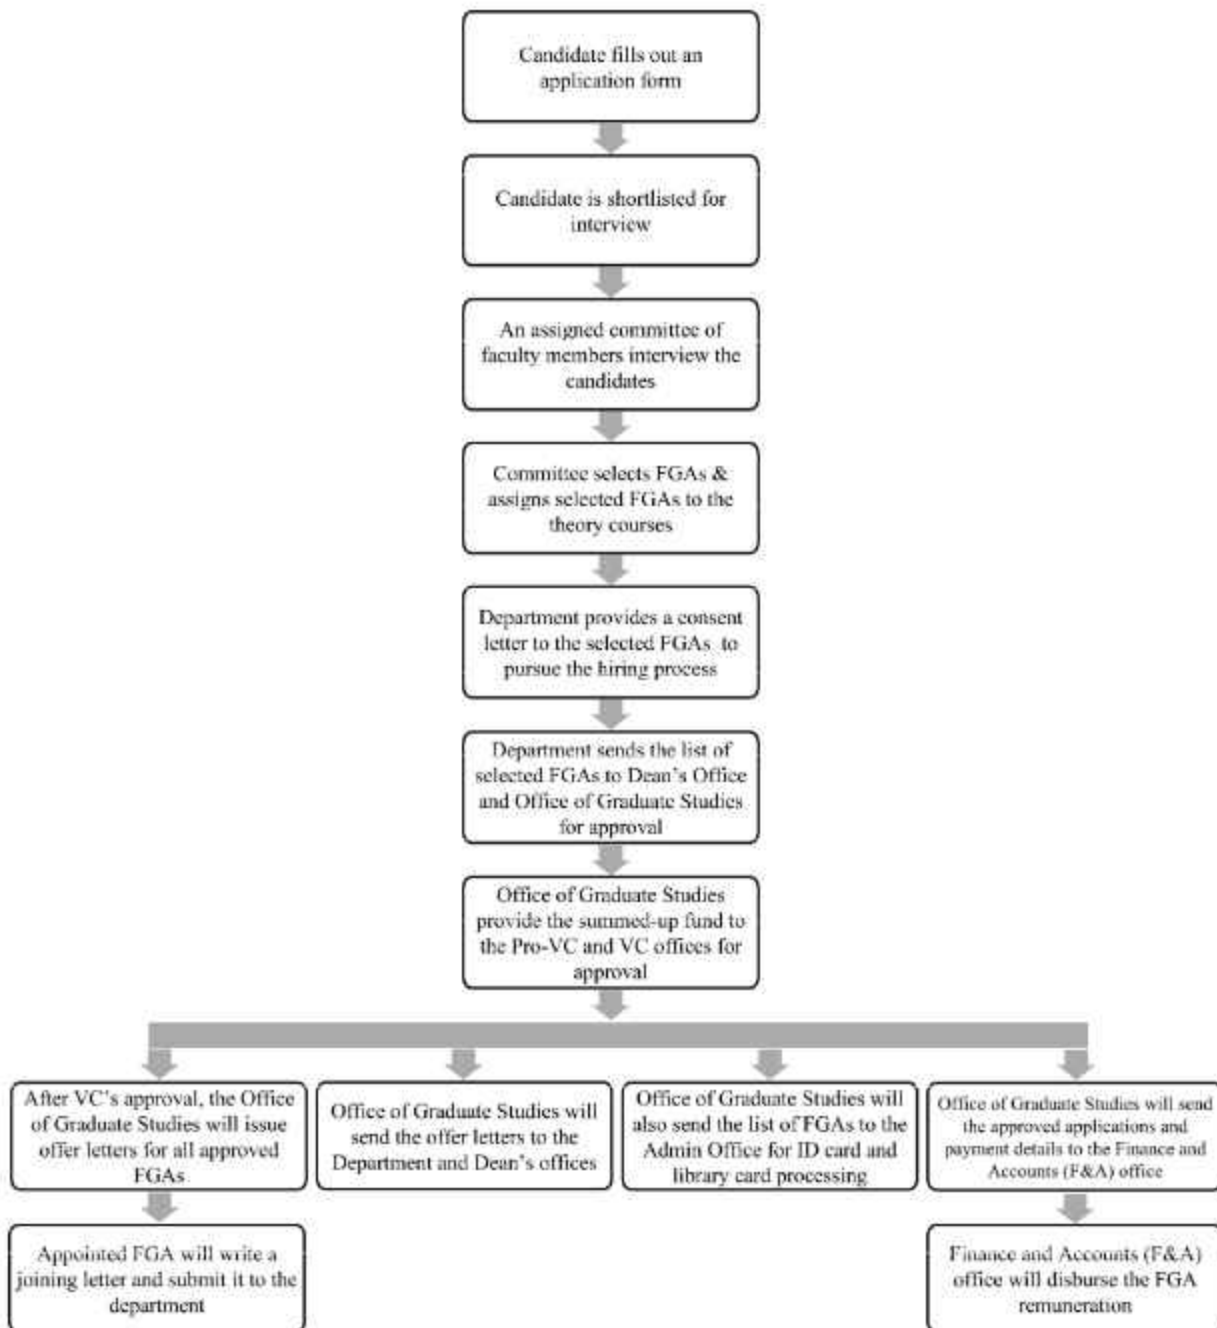 Candidate fills out an
application form
Candidate is shortlisted for
interview
An assigned committee of
faculty members interview the
candidates
Committee selects FGAs &
assigns selected FGAs to the
theory courses
Department provides a consent
letter to the selected FGAs to
pursue the hiring process
Department sends the list of
selected FGAs to Dean's Office
and Office of Graduate Studies
for approval
Office of Graduate Studies
provide the summed-up fund to
the Pro-VC and VC offices for
approval
After VC's approval, the Office
of Graduate Studies will issue
offer letters for all approved
FGAs
Office of Graduate Studies will
send the offer letters to the
Department and Dean's offices
Office of Graduate Studies will
also send the list of FGAs to the
Admin Office for ID card and
library card processing
Office of Graduate Studies will send
the approved applications and
payment details to the Finance and
Accounts (F&A) office
Appointed FGA will write a
joining letter and submit it to the
department
Finance and Accounts (F&A)
office will disburse the FGA
remuneration